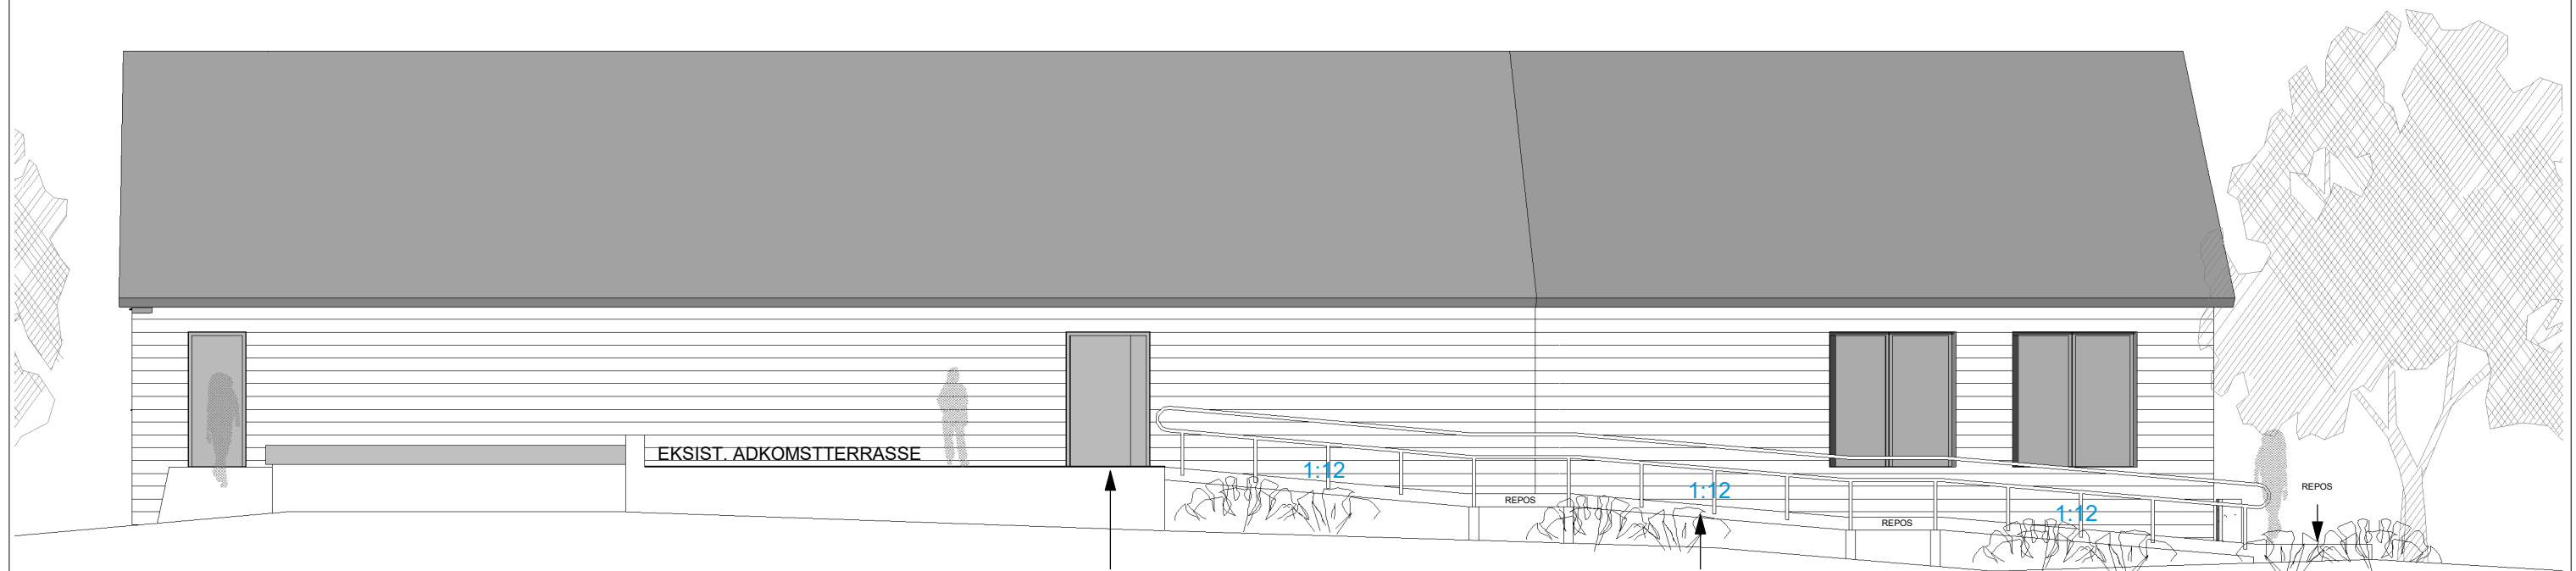 EKSIST. ADKOMSTTERRASSE
1:12
REPOS
1:12
REPOS
1:12
REPOS